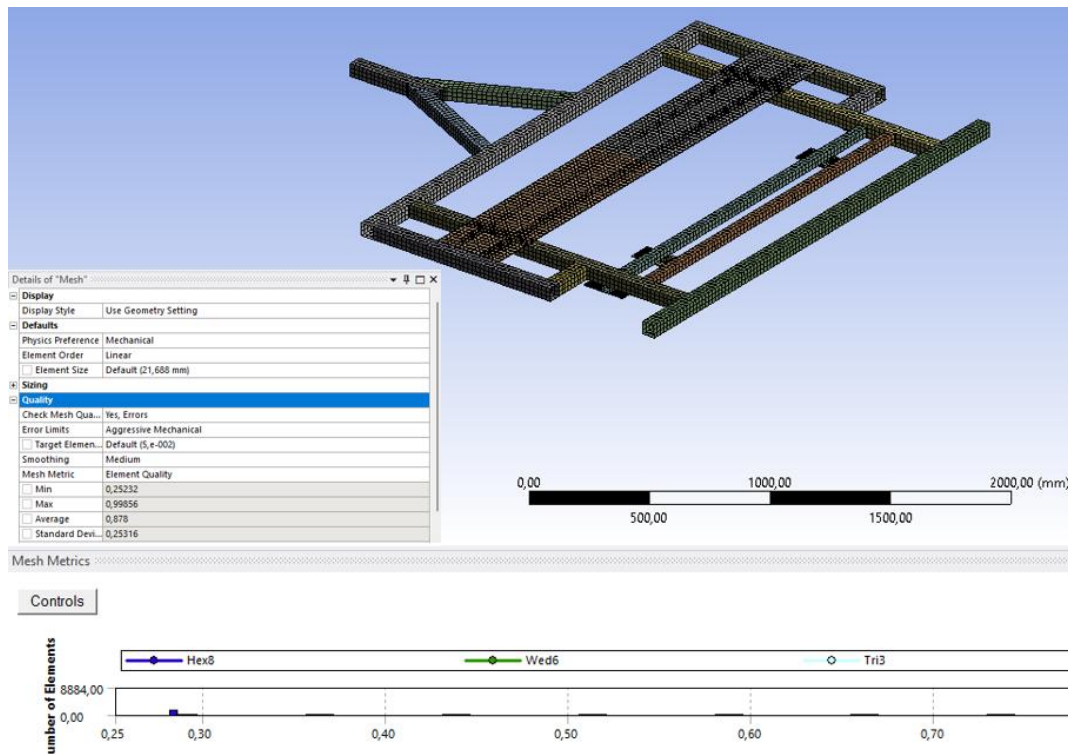 Details of "Mesh"
Display
Display Style Use Geometry Setting
Defaults
Physics Preference Mechanical
Element Order Linear
Element Size Default (21,688 mm)
Sizing
Quality
Check Mesh Qua... Yes, Errors
Error Limits Aggressive Mechanical
Target Elemen... Default (5,e-002)
Smoothing Medium
Mesh Metric Element Quality
Min 0,25232
Max 0,99856
Average 0,878
Standard Devi... 0,25316
0,00 1000,00 2000,00 (mm)
500,00 1500,00
Mesh Metrics
Controls
Hex8 Wed6 Tri3
umber of Elements
8884,00
0,00
0,25 0,30 0,40 0,50 0,60 0,70